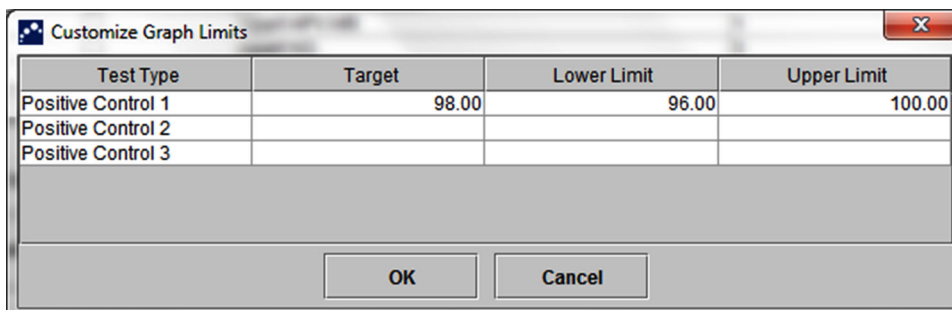 Customize Graph Limits
Test Type Target Lower Limit Upper Limit
Positive Control 1 98.00 96.00 100.00
Positive Control 2
Positive Control 3
OK Cancel